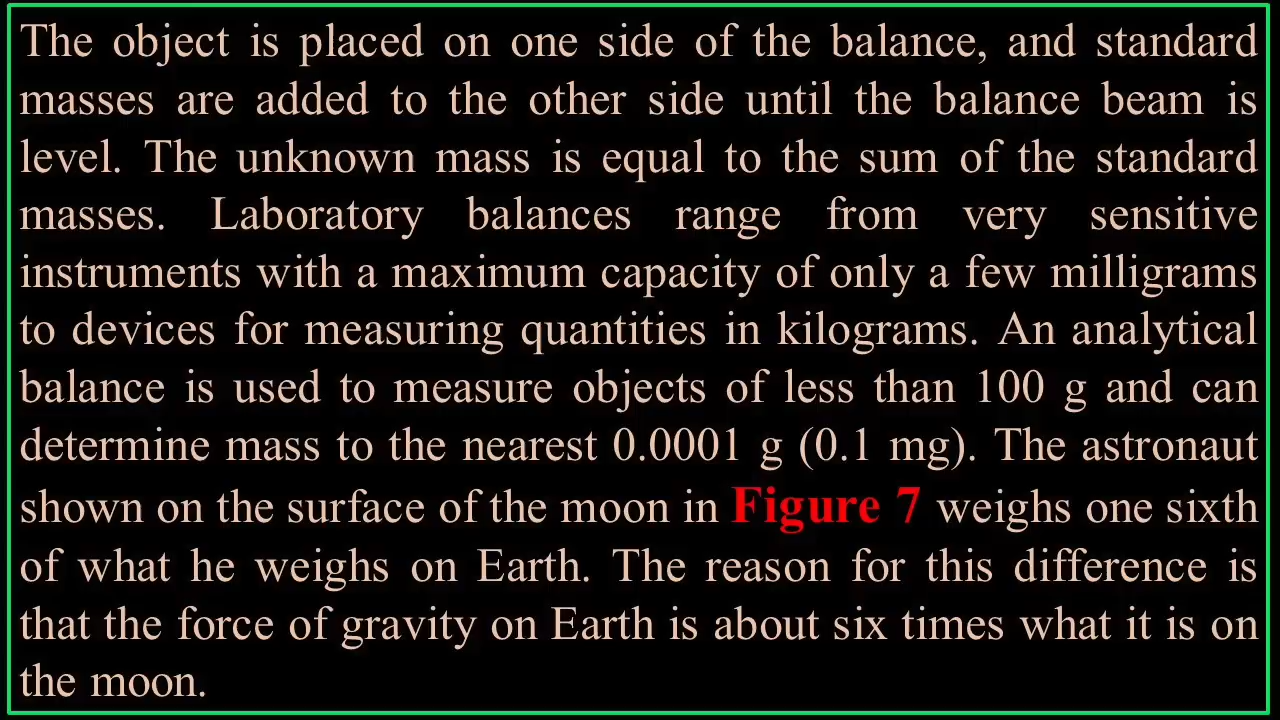 The object is placed on one side of the balance, and standard
masses are added to the other side until the balance beam is
level. The unknown mass is equal to the sum of the standard
masses. Laboratory balances range from very sensitive
instruments with a maximum capacity of only a few milligrams
to devices for measuring quantities in kilograms. An analytical
balance is used to measure objects of less than 100 g and can
determine mass to the nearest 0.0001 g (0.1 mg). The astronaut
shown on the surface of the moon in Figure 7 weighs one sixth
of what he weighs on Earth. The reason for this difference is
that the force of gravity on Earth is about six times what it is on
the moon.